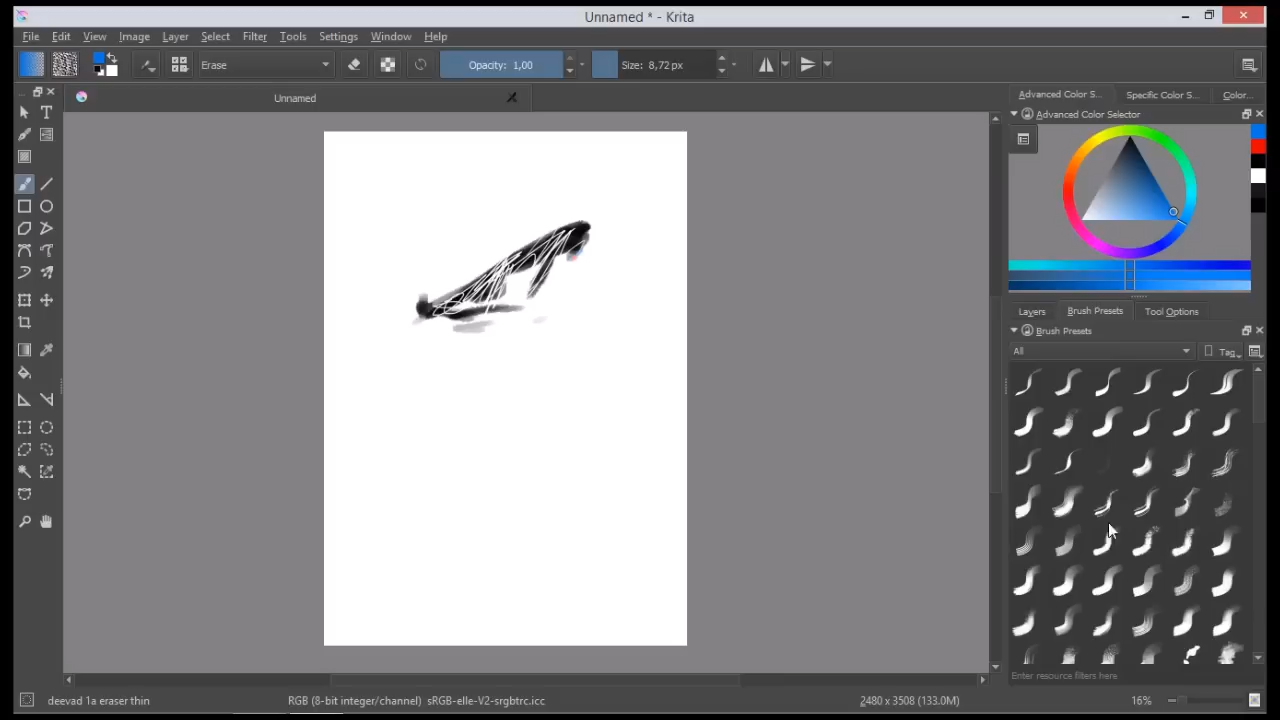 Unnamed * - Krita
File Edit View Image Layer Select Filter Tools Settings Window Help
Erase Opacity: 1,00 Size: 8,72 px
Unnamed
Advanced Color S... Specific Color S... Color...
Advanced Color Selector
Layers Brush Presets Tool Options
Brush Presets
All Tag
Enter resource filters here
deevad 1a eraser thin RGB (8-bit integer/channel) sRGB-elle-V2-srgbtrc.icc 2480 x 3508 (133.0M) 16%